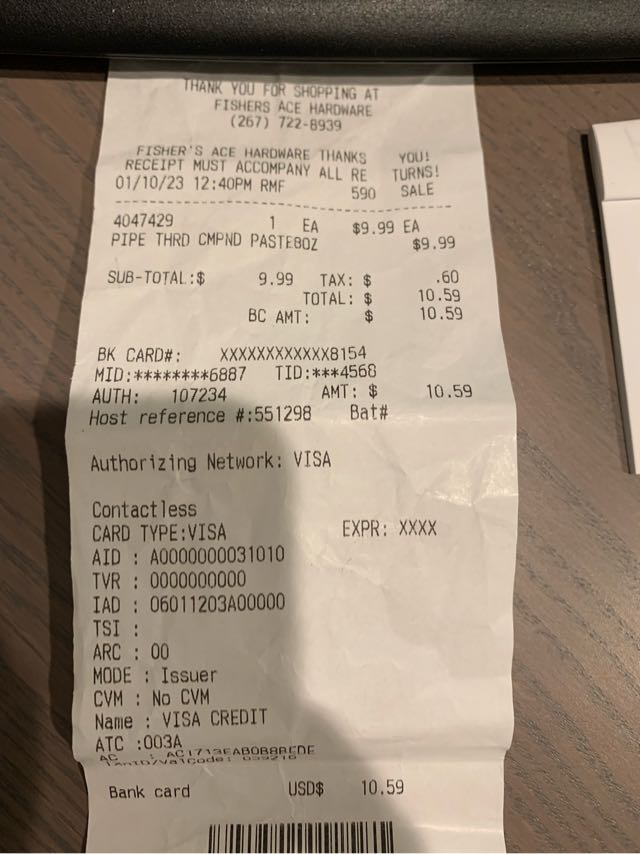 THANK YOU FOR SHOPPING AT
FISHERS ACE HARDWARE
(267) 722-8939
FISHER'S ACE HARDWARE THANKS YOU!
RECEIPT MUST ACCOMPANY ALL RE TURNS!
01/10/23 12:40PM RMF 590 SALE
4047429 1 EA $9.99 EA
PIPE THRD CMPND PASTE8OZ $9.99
SUB-TOTAL:$ 9.99 TAX: $ .60
TOTAL: $ 10.59
BC AMT: $ 10.59
BK CARD#: XXXXXXXXXXXX8154
MID:********6887 TID:***4568
AUTH: 107234 AMT: $ 10.59
Host reference #:551298 Bat#
Authorizing Network: VISA
Contactless
CARD TYPE:VISA EXPR: XXXX
AID : A0000000031010
TVR : 0000000000
IAD : 06011203A00000
TSI :
ARC : 00
MODE : Issuer
CVM : No CVM
Name : VISA CREDIT
ATC :003A
AC :
Bank card USD$ 10.59